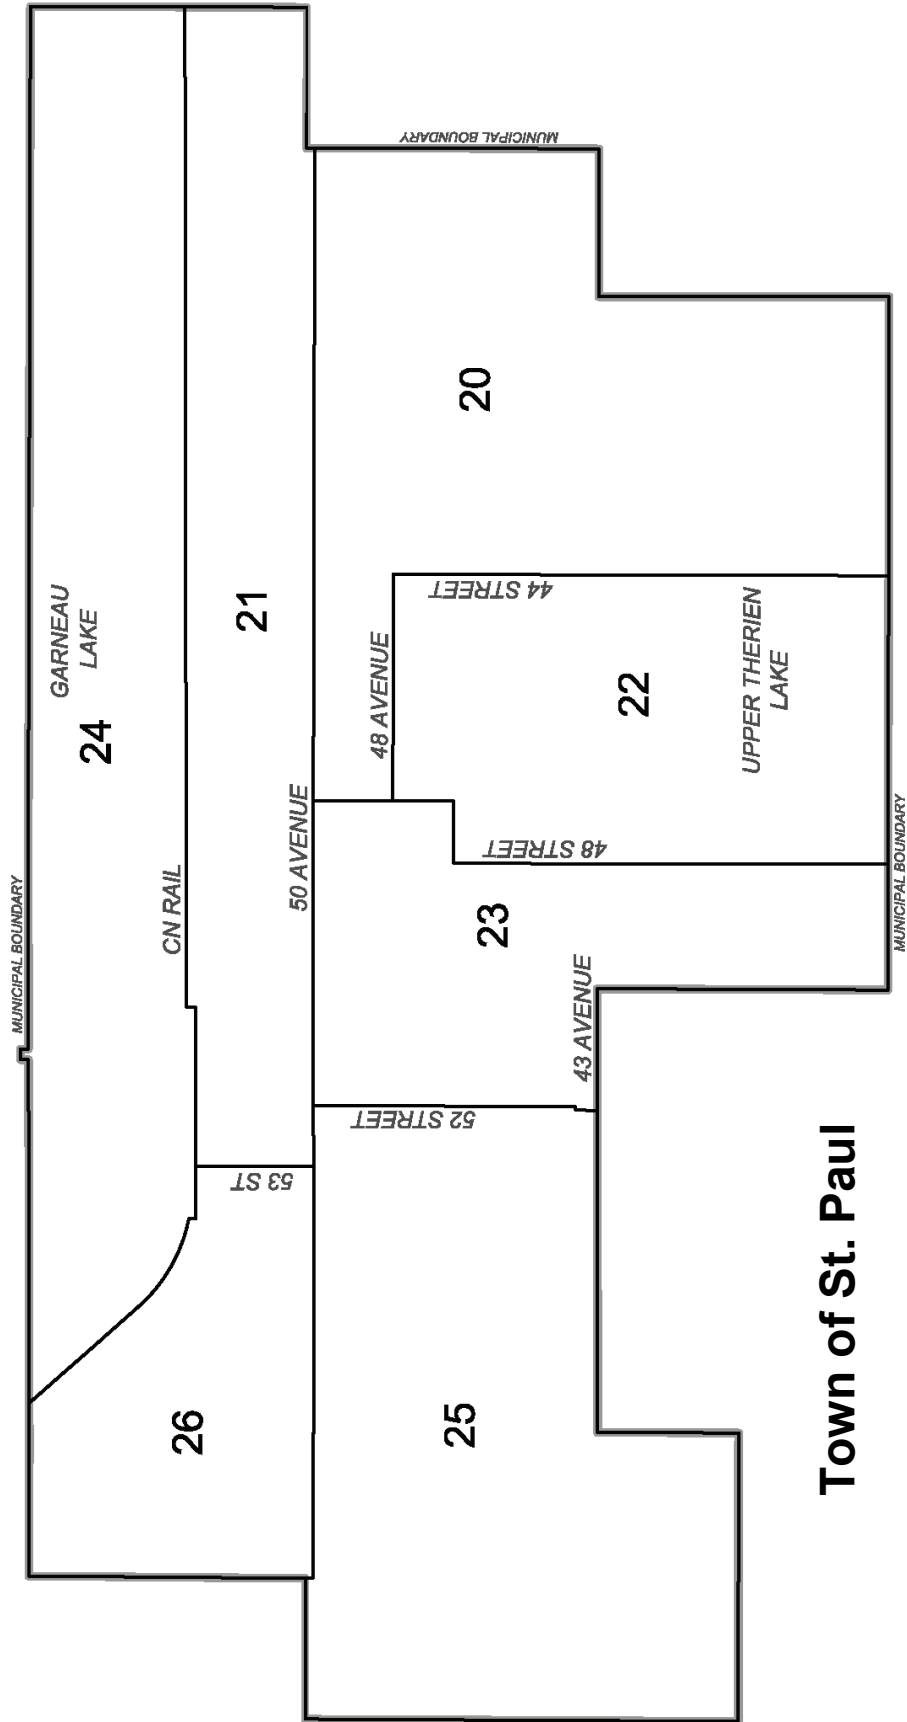 MUNICIPAL BOUNDARY
GARNEAU
LAKE
24
CN RAIL
26
21
53 ST
50 AVENUE
MUNICIPAL BOUNDARY
48 AVENUE
52 STREET
44 STREET
48 STREET
20
25
23
22
43 AVENUE
UPPER THERIEN
LAKE
MUNICIPAL BOUNDARY
Town of St. Paul